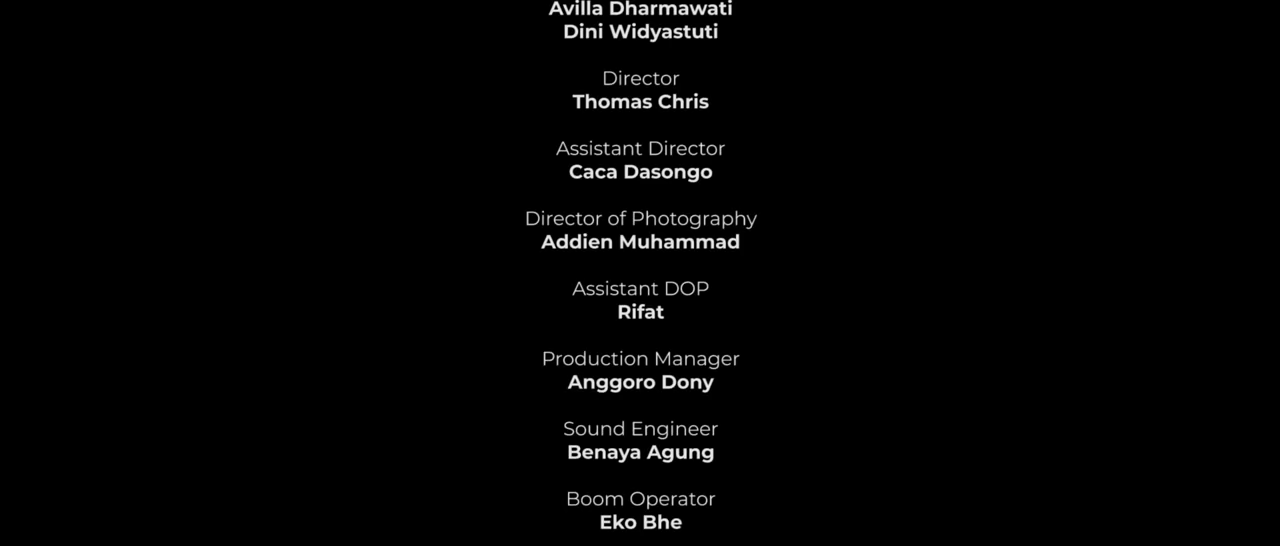 Avilla Dharmawati
Dini Widyastuti
Director
Thomas Chris
Assistant Director
Caca Dasongo
Director of Photography
Addien Muhammad
Assistant DOP
Rifat
Production Manager
Anggoro Dony
Sound Engineer
Benaya Agung
Boom Operator
Eko Bhe